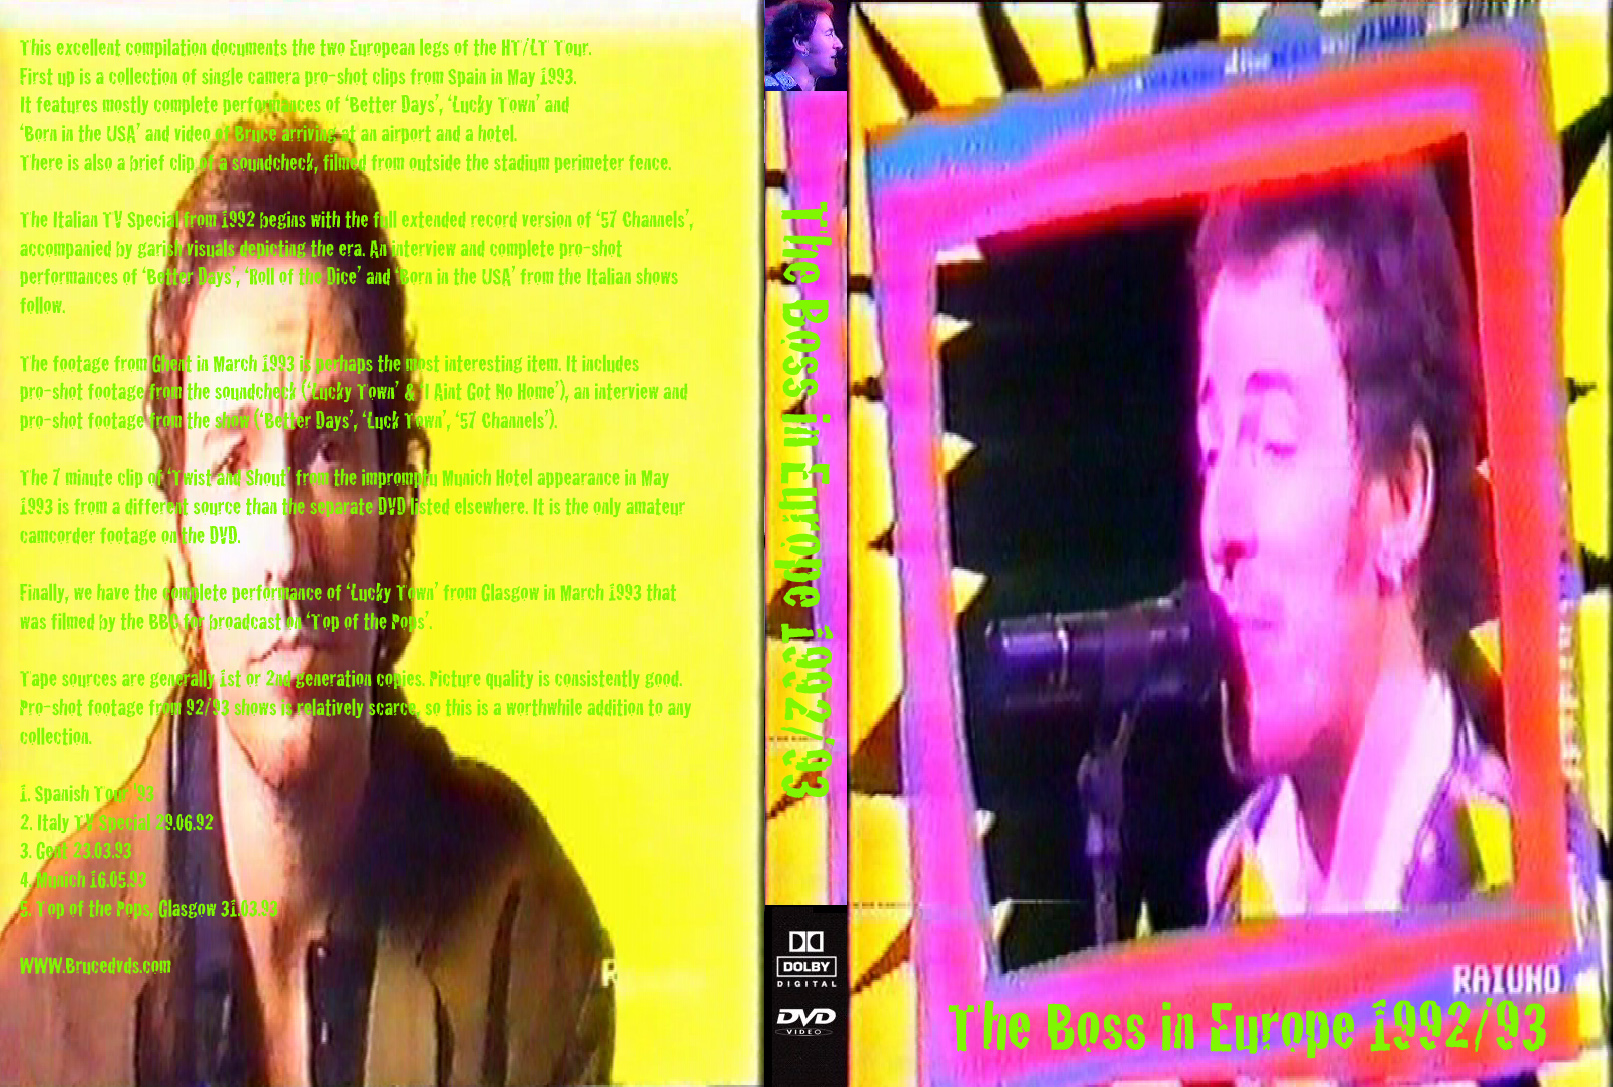 This excellent compilation documents the two European legs of the HT/LT Tour.
First up is a collection of single camera pro-shot clips from Spain in May 1993.
It features mostly complete performances of ‘Better Days’, ‘Lucky Town’ and
‘Born in the USA’ and video of Bruce arriving at an airport and a hotel.
There is also a brief clip of a soundcheck, filmed from outside the stadium perimeter fence.

The Italian TV Special from 1992 begins with the full extended record version of ‘57 Channels’,
accompanied by garish visuals depicting the era. An interview and complete pro-shot
performances of ‘Better Days’, ‘Roll of the Dice’ and ‘Born in the USA’ from the Italian shows
follow.

The footage from Ghent in March 1993 is perhaps the most interesting item. It includes
pro-shot footage from the soundcheck (‘Lucky Town’ & ‘I Aint Got No Home’), an interview and
pro-shot footage from the show (‘Better Days’, ‘Luck Town’, ‘57 Channels’).

The 7 minute clip of ‘Twist and Shout’ from the impromptu Munich Hotel appearance in May
1993 is from a different source than the separate DVD listed elsewhere. It is the only amateur
camcorder footage on the DVD.

Finally, we have the complete performance of ‘Lucky Town’ from Glasgow in March 1993 that
was filmed by the BBC for broadcast on ‘Top of the Pops’.

Tape sources are generally 1st or 2nd generation copies. Picture quality is consistently good.
Pro-shot footage from 92/93 shows is relatively scarce, so this is a worthwhile addition to any
collection.

1. Spanish Tour ’93
2. Italy TV Special 29.06.92
3. Gent 23.03.93
4. Munich 16.05.93
5. Top of the Pops, Glasgow 31.03.93

WWW.Brucedvds.com
R
The Boss in Europe 1992/’93
DOLBY
DIGITAL
DVD
VIDEO
RAIUNO
The Boss in Europe 1992/’93